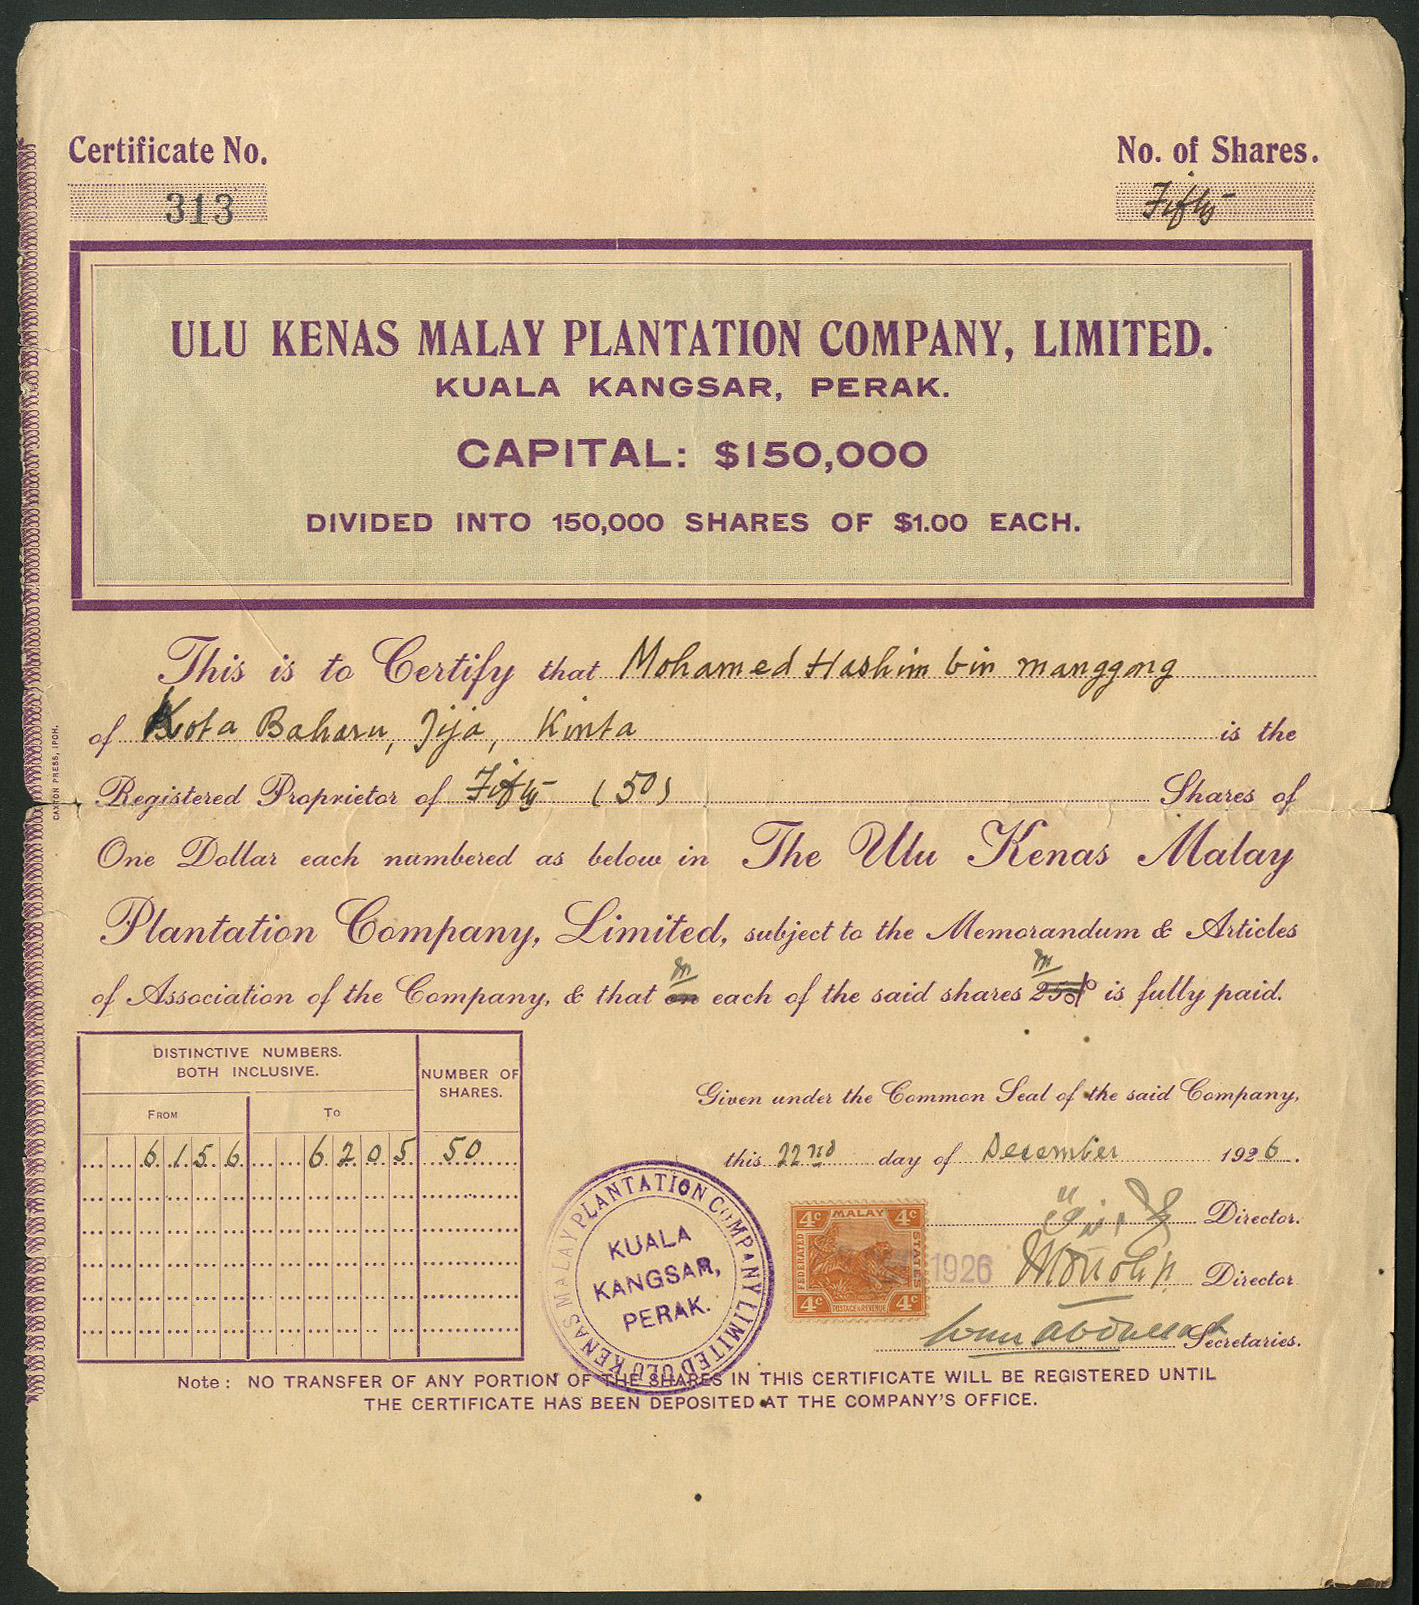 Certificate No.
No. of Shares.
313
Fifty
ULU KENAS MALAY PLANTATION COMPANY, LIMITED.
KUALA KANGSAR, PERAK.
CAPITAL: $150,000
DIVIDED INTO 150,000 SHARES OF $1.00 EACH.
This is to Certify that Mohamed Hashim bin manggong
of Kota Baharu, Jija, Kinta is the
Registered Proprietor of Fifty (50) Shares of
One Dollar each numbered as below in The Ulu Kenas Malay
Plantation Company, Limited, subject to the Memorandum & Articles
of Association of the Company, & that on each of the said shares is fully paid.
DISTINCTIVE NUMBERS.
BOTH INCLUSIVE.
NUMBER OF
SHARES.
FROM
TO
6156 6205 50
Given under the Common Seal of the said Company,
this 22nd day of December 1926.
Director.
Director
Secretaries.
ULU KENAS MALAY PLANTATION COMPANY LIMITED
KUALA
KANGSAR,
PERAK.
4c MALAY 4c
FEDERATED
STATES
4c POSTAGE & REVENUE 4c
1926
Note: NO TRANSFER OF ANY PORTION OF THE SHARES IN THIS CERTIFICATE WILL BE REGISTERED UNTIL
THE CERTIFICATE HAS BEEN DEPOSITED AT THE COMPANY'S OFFICE.
CAXTON PRESS, IPOH.